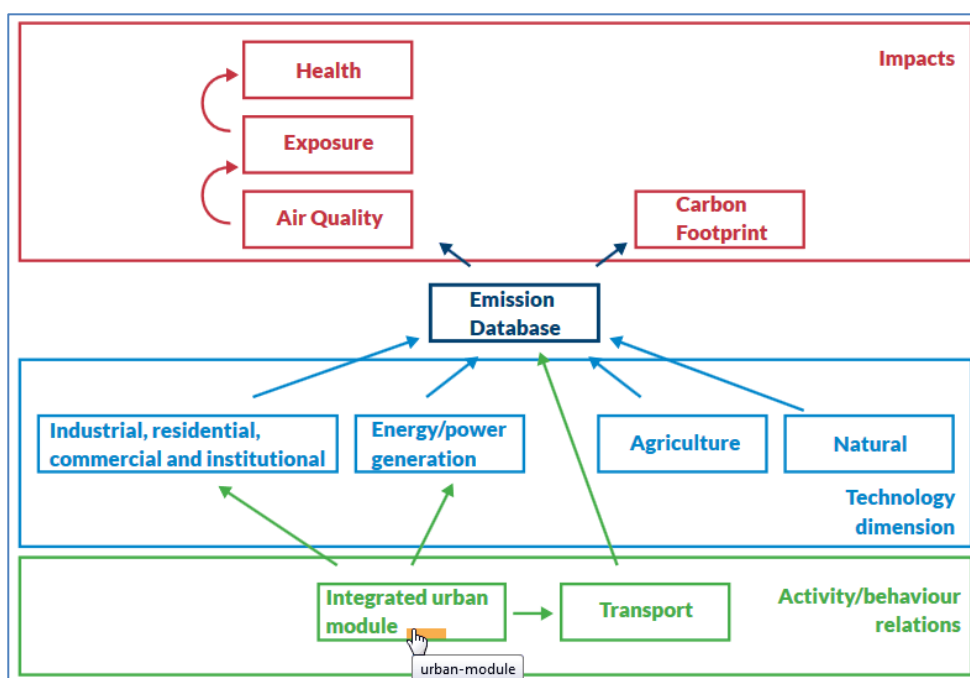 Impacts
Health
Exposure
Air Quality
Carbon
Footprint
Emission
Database
Industrial, residential,
commercial and institutional
Energy/power
generation
Agriculture
Natural
Technology
dimension
Integrated urban
module
Transport
Activity/behaviour
relations
urban-module